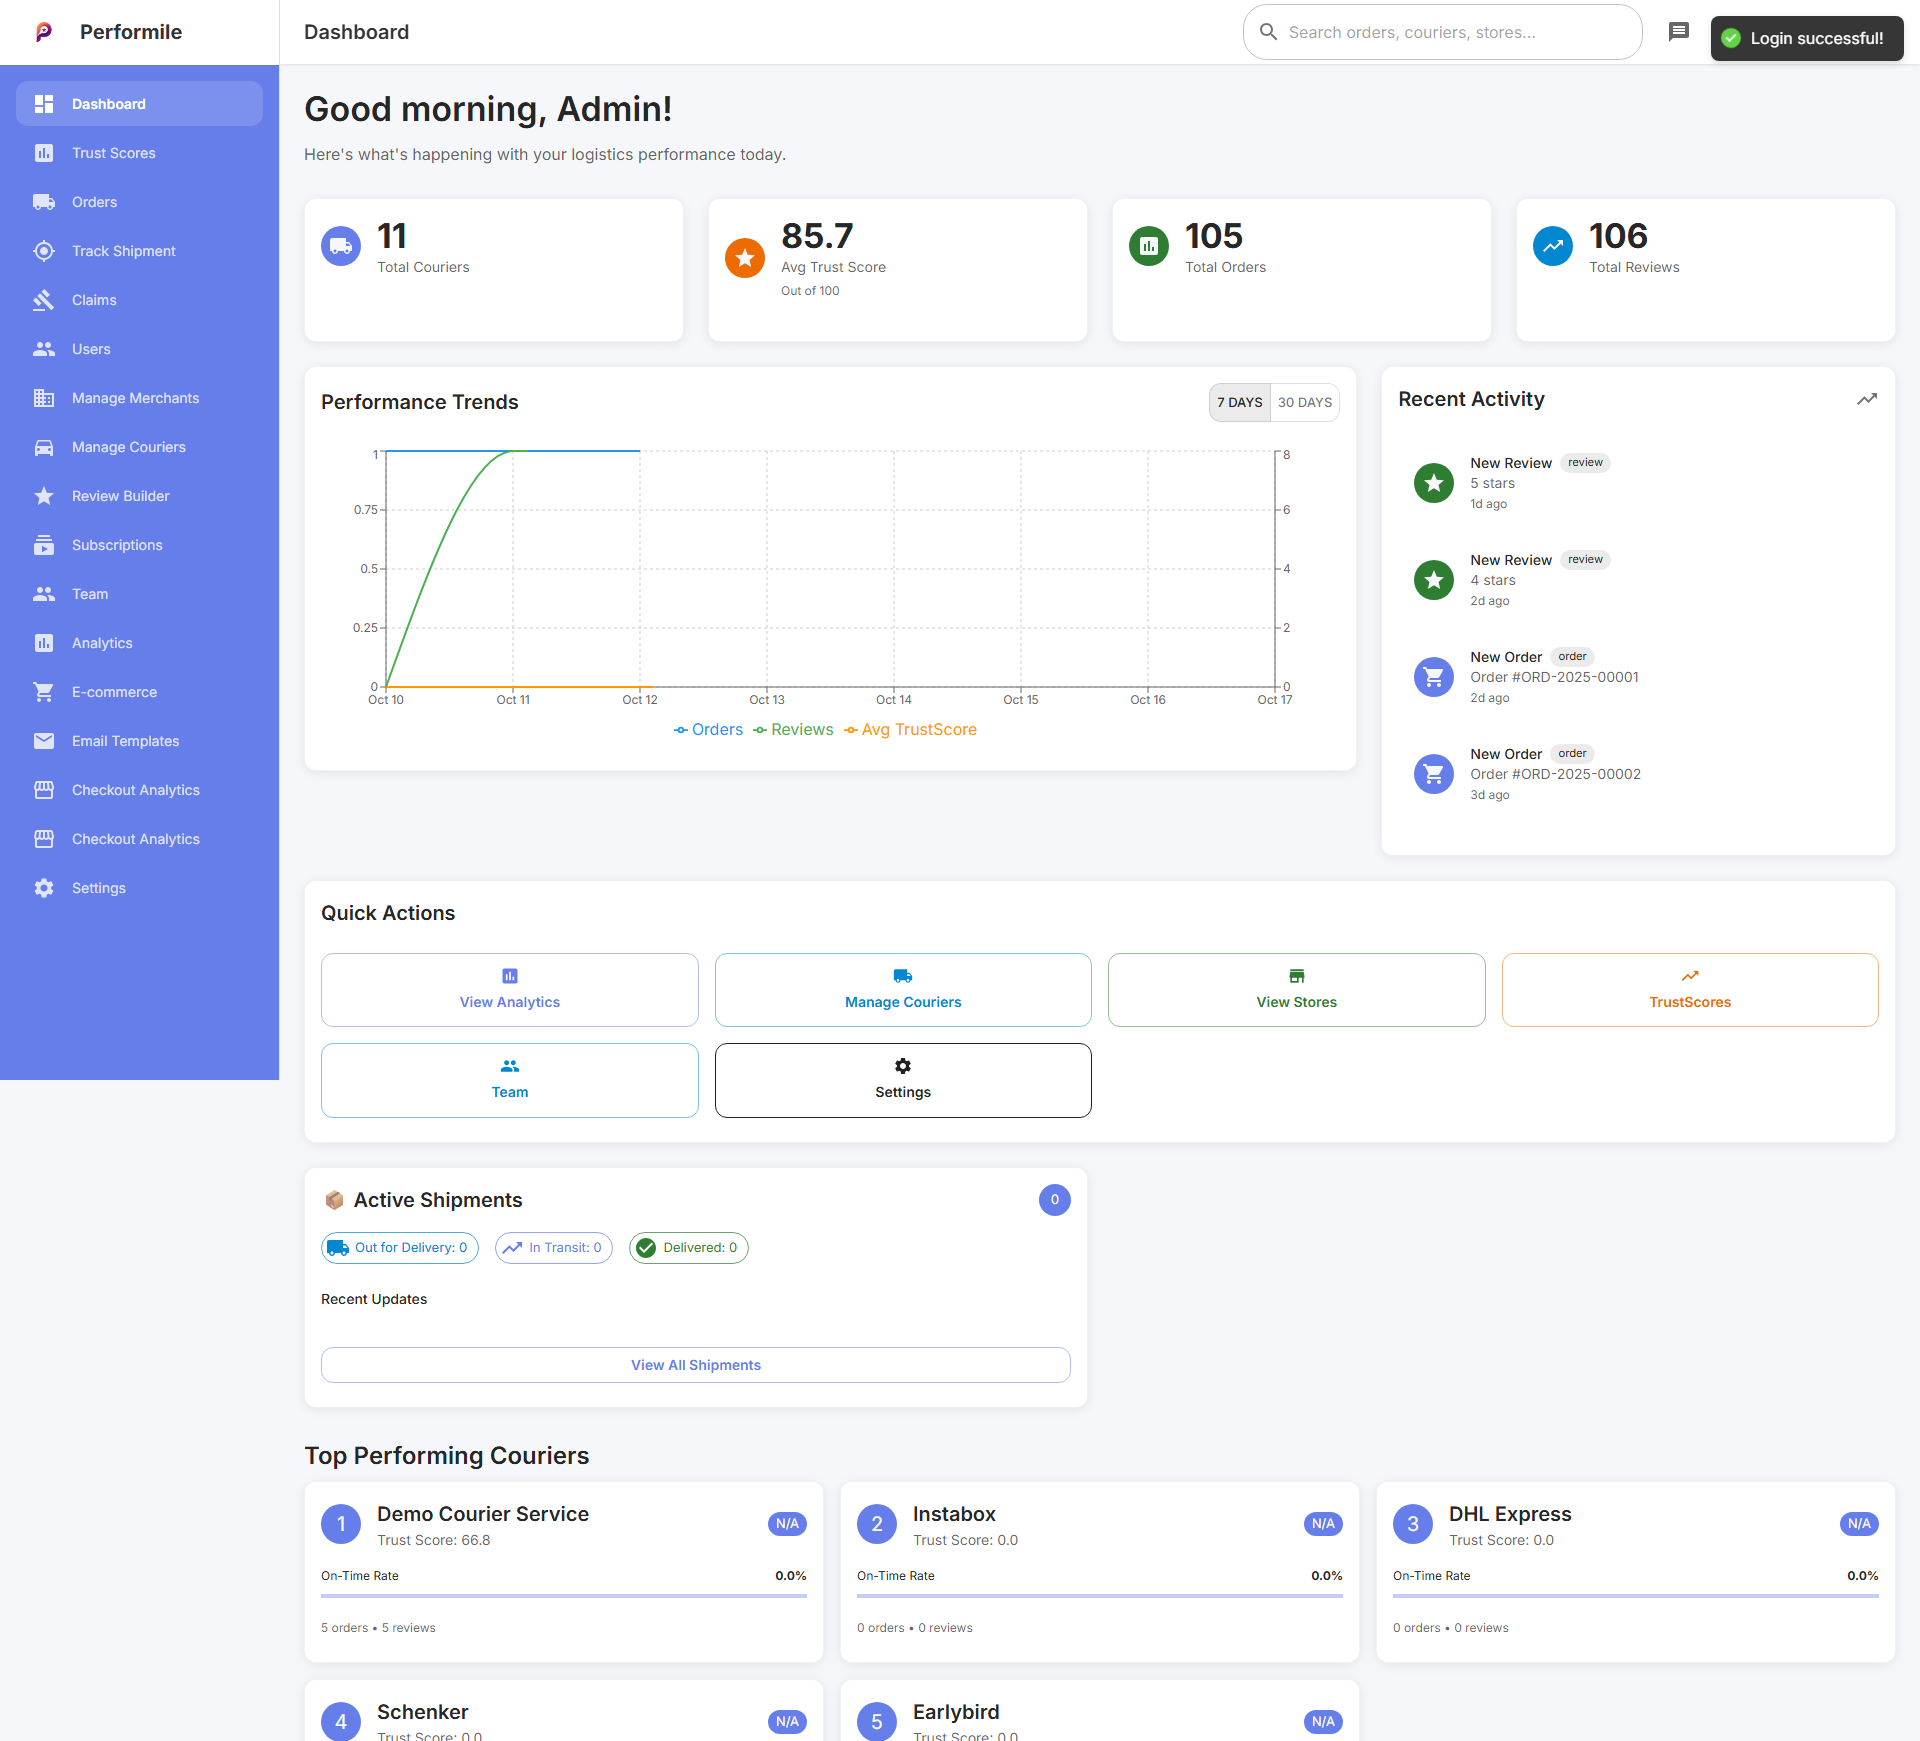 Performile
Dashboard
Search orders, couriers, stores...
Login successful!
Dashboard
Trust Scores
Orders
Track Shipment
Claims
Users
Manage Merchants
Manage Couriers
Review Builder
Subscriptions
Team
Analytics
E-commerce
Email Templates
Checkout Analytics
Checkout Analytics
Settings
Good morning, Admin!
Here's what's happening with your logistics performance today.
11
Total Couriers
85.7
Avg Trust Score
Out of 100
105
Total Orders
106
Total Reviews
Performance Trends
7 DAYS 30 DAYS
1 8
0.75 6
0.5 4
0.25 2
0 0
Oct 10 Oct 11 Oct 12 Oct 13 Oct 14 Oct 15 Oct 16 Oct 17
Orders Reviews Avg TrustScore
Recent Activity
New Review review
5 stars
1d ago
New Review review
4 stars
2d ago
New Order order
Order #ORD-2025-00001
2d ago
New Order order
Order #ORD-2025-00002
3d ago
Quick Actions
View Analytics
Manage Couriers
View Stores
TrustScores
Team
Settings
Active Shipments 0
Out for Delivery: 0 In Transit: 0 Delivered: 0
Recent Updates
View All Shipments
Top Performing Couriers
1 Demo Courier Service N/A
Trust Score: 66.8
On-Time Rate 0.0%
5 orders • 5 reviews
2 Instabox N/A
Trust Score: 0.0
On-Time Rate 0.0%
0 orders • 0 reviews
3 DHL Express N/A
Trust Score: 0.0
On-Time Rate 0.0%
0 orders • 0 reviews
4 Schenker N/A
Trust Score: 0.0
5 Earlybird N/A
Trust Score: 0.0